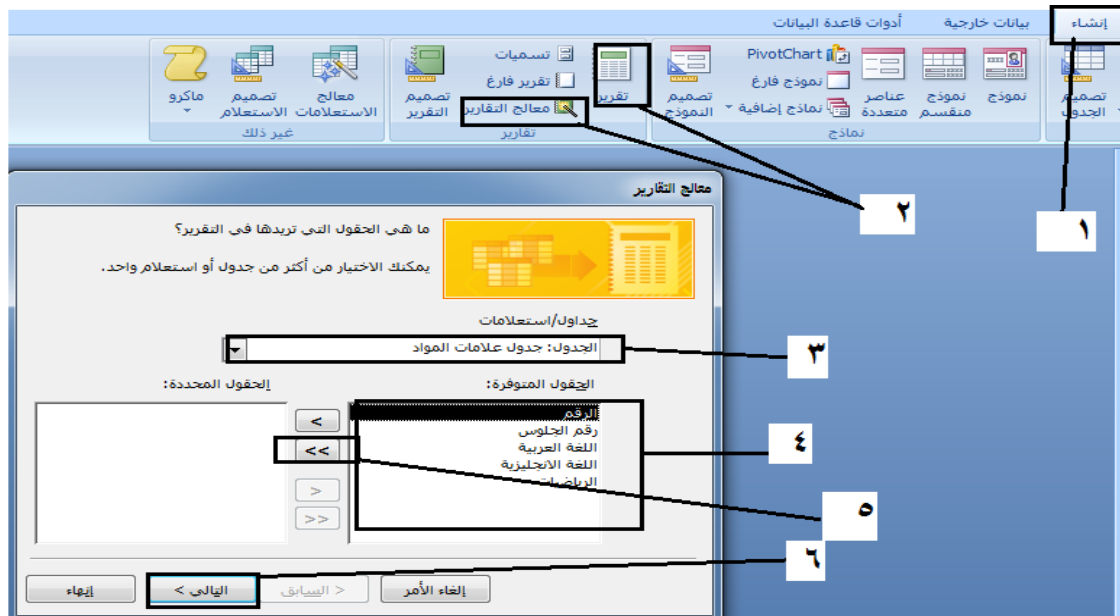 إنشاء
بيانات خارجية
أدوات قاعدة البيانات
تصميم الجدول
نموذج
نموذج منقسم
عناصر متعددة
PivotChart
نموذج فارغ
نماذج إضافية
تصميم النموذج
نماذج
تقرير
تسميات
تقرير فارغ
معالج التقارير
تصميم التقرير
تقارير
معالج الاستعلامات
تصميم الاستعلام
ماكرو
غير ذلك
١
٢
معالج التقارير
ما هي الحقول التي تريدها في التقرير؟
يمكنك الاختيار من أكثر من جدول أو استعلام واحد.
جداول/استعلامات
الجدول: جدول علامات المواد
٣
الحقول المتوفرة:
الحقول المحددة:
الرقم
رقم الجلوس
اللغة العربية
اللغة الانجليزية
الرياضيات
٤
>
>>
<
<<
٥
٦
إلغاء الأمر
< السابق
التالي >
إنهاء